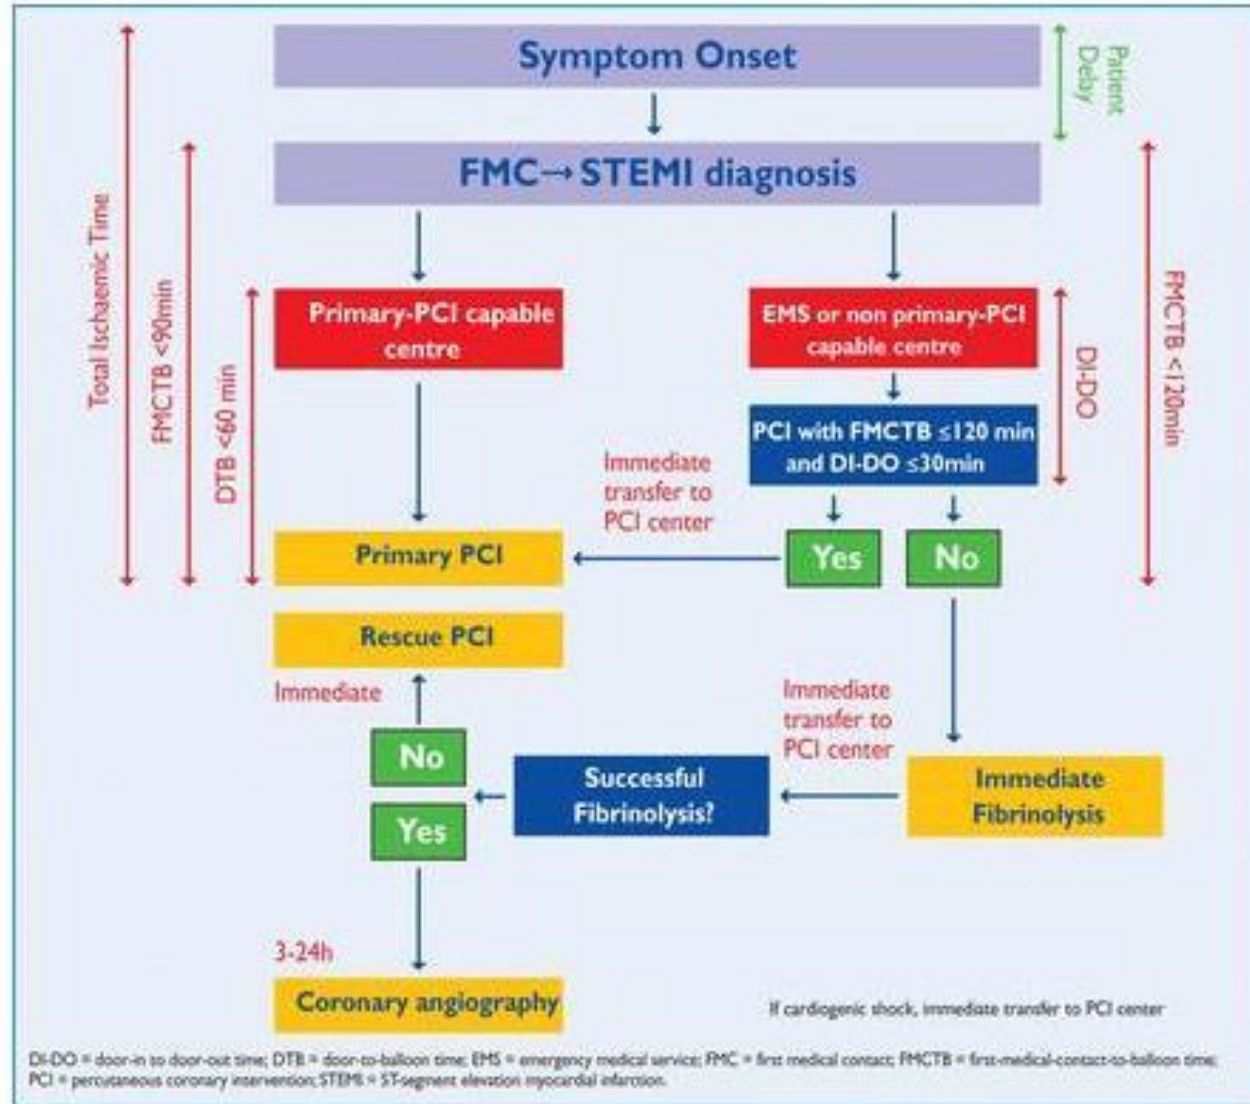 Symptom Onset
Patient
Delay
FMC→ STEMI diagnosis
Total Ischaemic Time
FMCTB <90min
DTB <60 min
Primary-PCI capable
centre
EMS or non primary-PCI
capable centre
DI-DO
FMCTB <120min
PCI with FMCTB ≤120 min
and DI-DO ≤30min
Immediate
transfer to
PCI center
Primary PCI
Yes
No
Rescue PCI
Immediate
No
Yes
Successful
Fibrinolysis?
Immediate
transfer to
PCI center
Immediate
Fibrinolysis
3-24h
Coronary angiography
If cardiogenic shock, immediate transfer to PCI center
DI-DO = door-in to door-out time; DTB = door-to-balloon time; EMS = emergency medical service; FMC = first medical contact; FMCTB = first-medical-contact-to-balloon time;
PCI = percutaneous coronary intervention; STEMI = ST-segment elevation myocardial infarction.